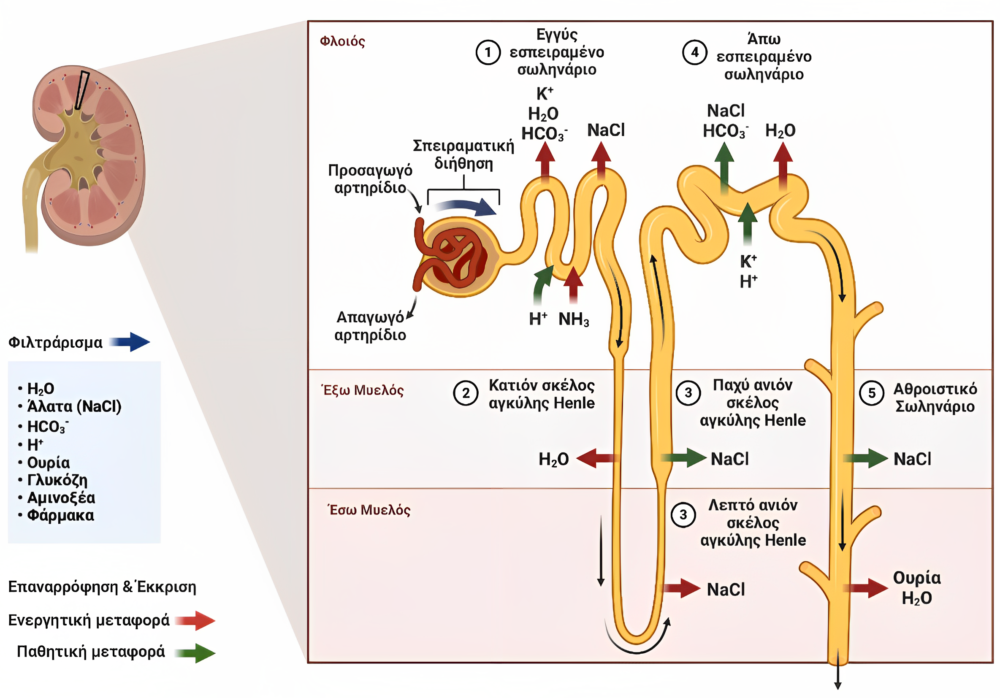 Φλοιός
1
Εγγύς
εσπειραμένο
σωληνάριο
4
Άπω
εσπειραμένο
σωληνάριο
K⁺
H₂O
HCO₃⁻
NaCl
NaCl
HCO₃⁻
H₂O
Σπειραματική
διήθηση
Προσαγωγό
αρτηρίδιο
Απαγωγό
αρτηρίδιο
H⁺
NH₃
K⁺
H⁺
Έξω Μυελός
2
Κατιόν σκέλος
αγκύλης Henle
3
Παχύ ανιόν
σκέλος
αγκύλης Henle
5
Αθροιστικό
Σωληνάριο
H₂O
NaCl
NaCl
Έσω Μυελός
3
Λεπτό ανιόν
σκέλος
αγκύλης Henle
NaCl
Ουρία
H₂O
Φιλτράρισμα
• H₂O
• Άλατα (NaCl)
• HCO₃⁻
• H⁺
• Ουρία
• Γλυκόζη
• Αμινοξέα
• Φάρμακα
Επαναρρόφηση & Έκκριση
Ενεργητική μεταφορά
Παθητική μεταφορά